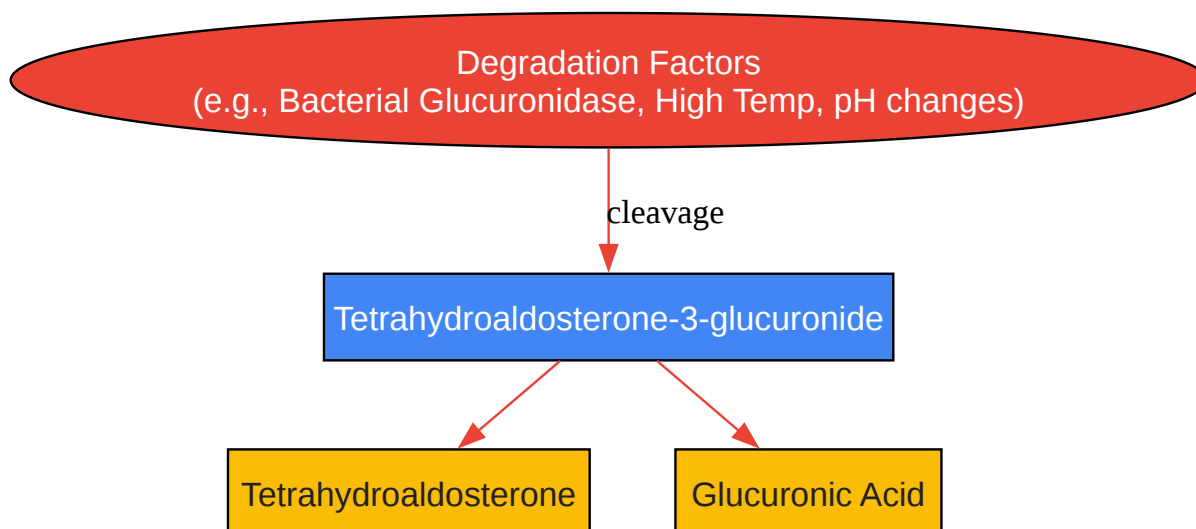 Degradation Factors
(e.g., Bacterial Glucuronidase, High Temp, pH changes)
cleavage
Tetrahydroaldosterone-3-glucuronide
Tetrahydroaldosterone
Glucuronic Acid